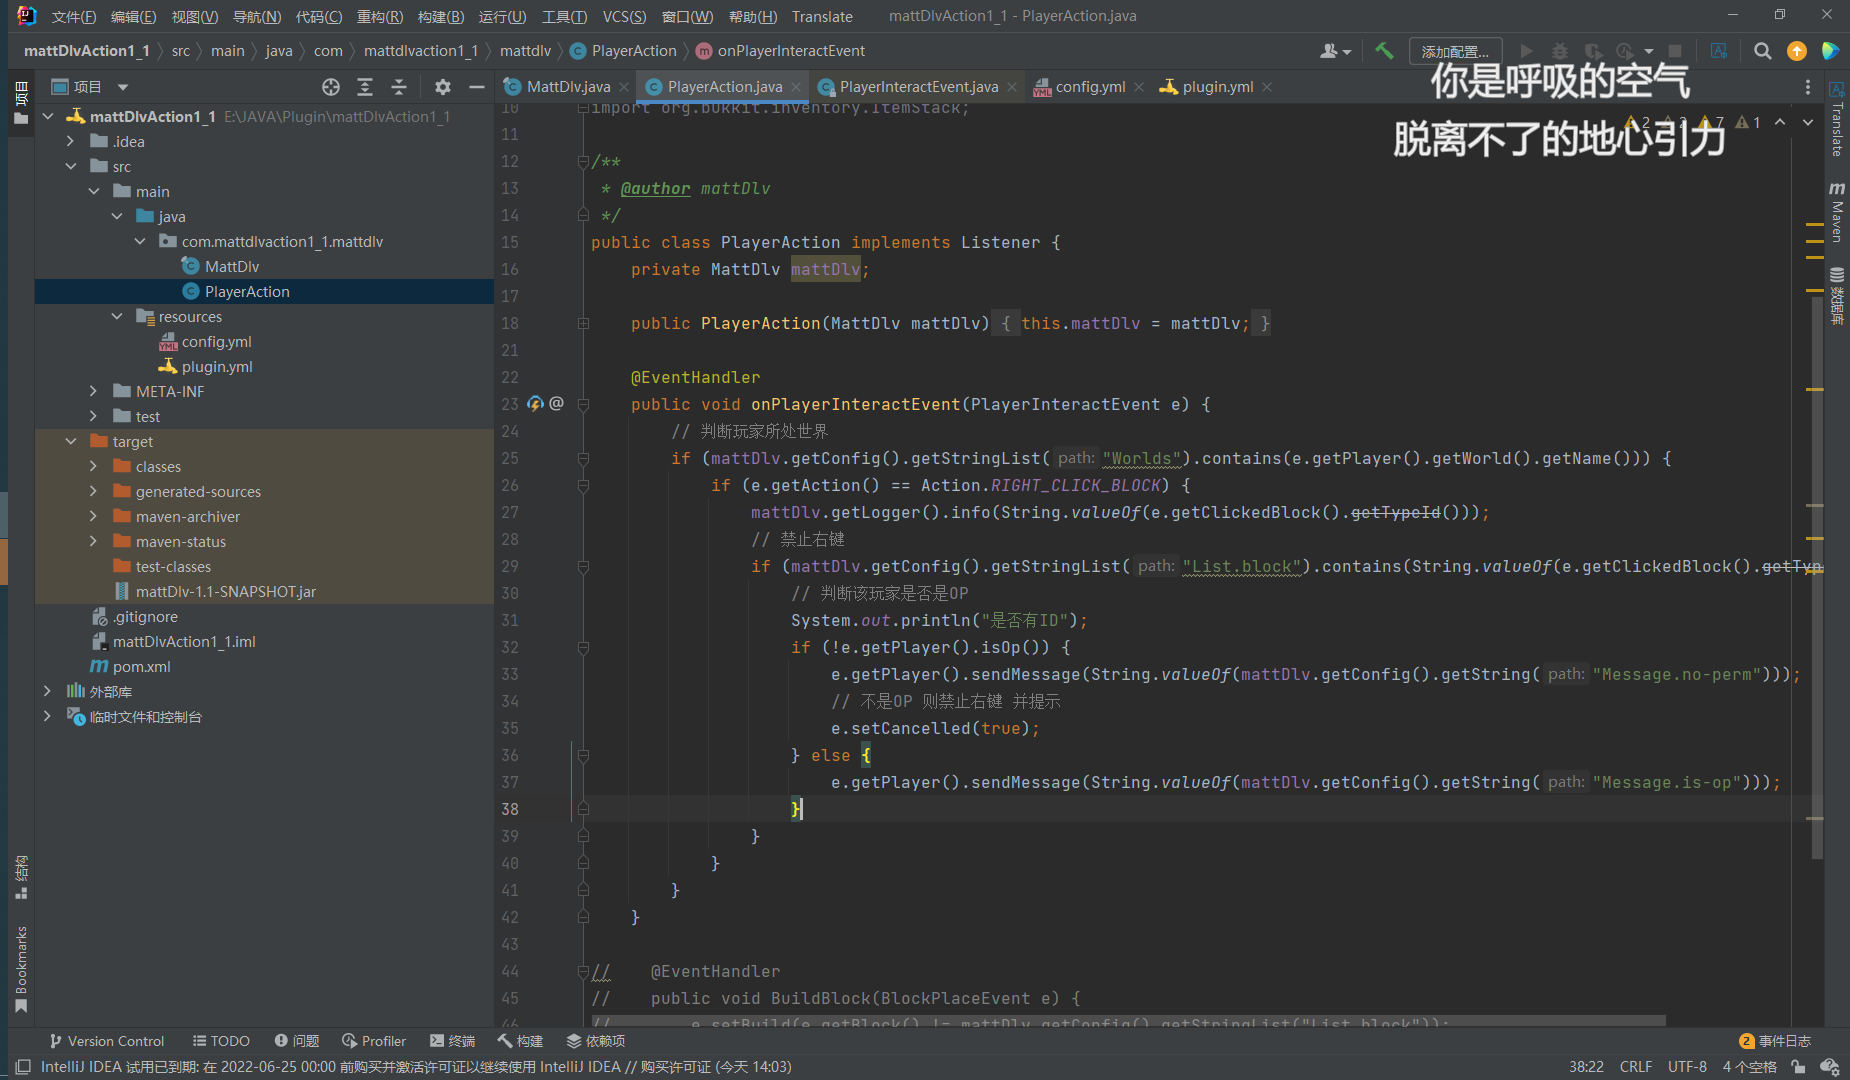 文件(F) 编辑(E) 视图(V) 导航(N) 代码(C) 重构(R) 构建(B) 运行(U) 工具(T) VCS(S) 窗口(W) 帮助(H) Translate mattDlvAction1_1 - PlayerAction.java
mattDlvAction1_1 src main java com mattdlvaction1_1 mattdlv PlayerAction onPlayerInteractEvent 添加配置...
你是呼吸的空气
脱离不了的地心引力
项目
项目
MattDlv.java PlayerAction.java PlayerInteractEvent.java config.yml plugin.yml
mattDlvAction1_1 E:\JAVA\Plugin\mattDlvAction1_1
.idea
src
main
java
com.mattdlvaction1_1.mattdlv
MattDlv
PlayerAction
resources
config.yml
plugin.yml
META-INF
test
target
classes
generated-sources
maven-archiver
maven-status
test-classes
mattDlv-1.1-SNAPSHOT.jar
.gitignore
mattDlvAction1_1.iml
pom.xml
外部库
临时文件和控制台
结构
Bookmarks
10 import org.bukkit.inventory.ItemStack;
2 2 7 1
11
12 /**
13 * @author mattDlv
14 */
15 public class PlayerAction implements Listener {
16 private MattDlv mattDlv;
17
18 public PlayerAction(MattDlv mattDlv) { this.mattDlv = mattDlv; }
21
22 @EventHandler
23 @ public void onPlayerInteractEvent(PlayerInteractEvent e) {
24 // 判断玩家所处世界
25 if (mattDlv.getConfig().getStringList( path: "Worlds").contains(e.getPlayer().getWorld().getName())) {
26 if (e.getAction() == Action.RIGHT_CLICK_BLOCK) {
27 mattDlv.getLogger().info(String.valueOf(e.getClickedBlock().getTypeId()));
28 // 禁止右键
29 if (mattDlv.getConfig().getStringList( path: "List.block").contains(String.valueOf(e.getClickedBlock().getTyp
30 // 判断该玩家是否是OP
31 System.out.println("是否有ID");
32 if (!e.getPlayer().isOp()) {
33 e.getPlayer().sendMessage(String.valueOf(mattDlv.getConfig().getString( path: "Message.no-perm")));
34 // 不是OP 则禁止右键 并提示
35 e.setCancelled(true);
36 } else {
37 e.getPlayer().sendMessage(String.valueOf(mattDlv.getConfig().getString( path: "Message.is-op")));
38 }
39 }
40 }
41 }
42 }
43
44 // @EventHandler
45 // public void BuildBlock(BlockPlaceEvent e) {
46 // e.setBuild(e.getBlock() != mattDlv.getConfig().getStringList("List.block"));
Translate
Maven
数据库
Version Control TODO 问题 Profiler 终端 构建 依赖项 2 事件日志
IntelliJ IDEA 试用已到期: 在 2022-06-25 00:00 前购买并激活许可证以继续使用 IntelliJ IDEA // 购买许可证 (今天 14:03) 38:22 CRLF UTF-8 4 个空格